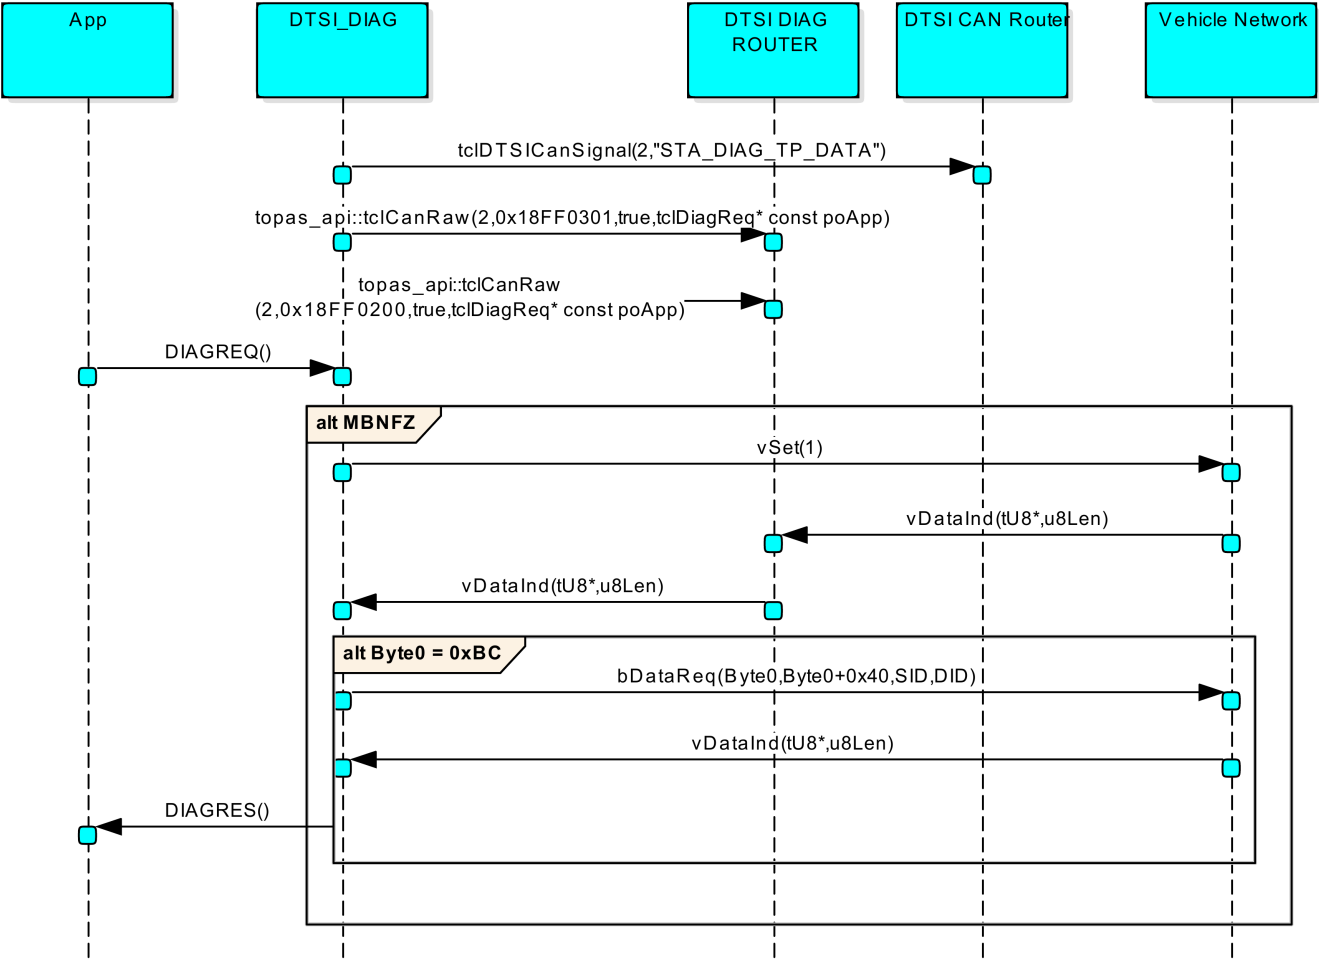 App
DTSI_DIAG
DTSI DIAG
ROUTER
DTSI CAN Router
Vehicle Network
tclDTSICanSignal(2,"STA_DIAG_TP_DATA")
topas_api::tclCanRaw(2,0x18FF0301,true,tclDiagReq* const poApp)
topas_api::tclCanRaw
(2,0x18FF0200,true,tclDiagReq* const poApp)
DIAGREQ()
alt MBNFZ
vSet(1)
vDataInd(tU8*,u8Len)
vDataInd(tU8*,u8Len)
alt Byte0 = 0xBC
bDataReq(Byte0,Byte0+0x40,SID,DID)
vDataInd(tU8*,u8Len)
DIAGRES()